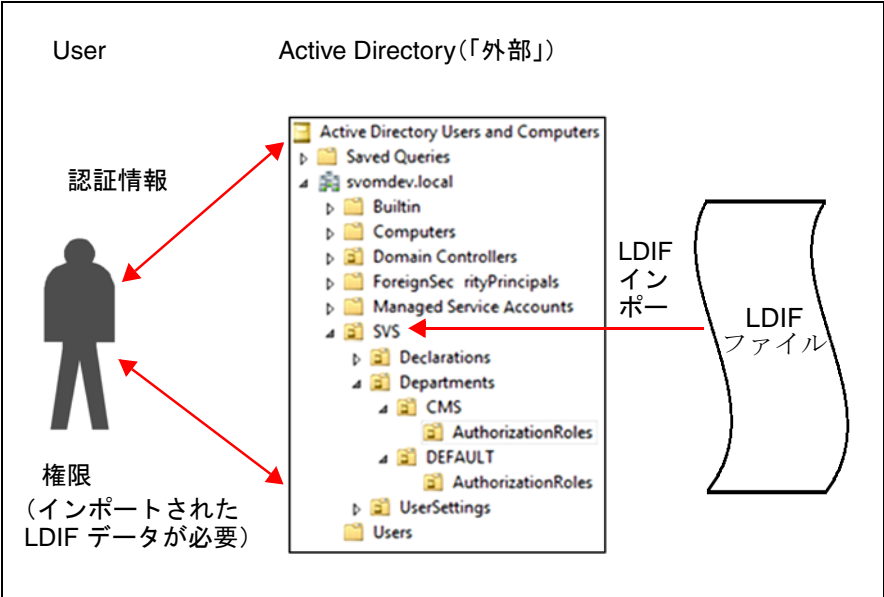 User
Active Directory(「外部」)
認証情報
Active Directory Users and Computers
Saved Queries
svomdev.local
Builtin
Computers
Domain Controllers
ForeignSec rityPrincipals
Managed Service Accounts
SVS
Declarations
Departments
CMS
AuthorizationRoles
DEFAULT
AuthorizationRoles
UserSettings
Users
LDIF
イン
ポー
LDIF
ファイル
権限
(インポートされた
LDIF データが必要)